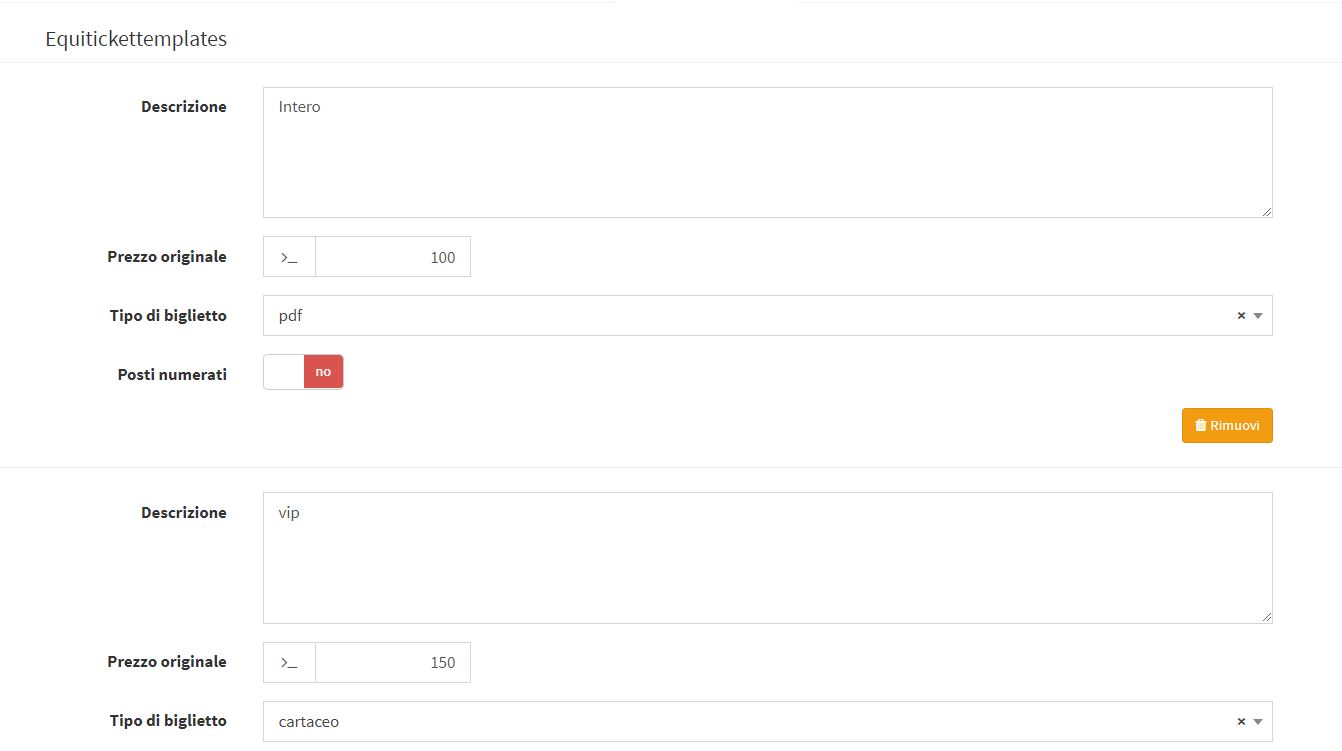 Equitickettemplates
Descrizione
Intero
Prezzo originale >_ 100
Tipo di biglietto pdf × 
Posti numerati no
Rimuovi
Descrizione
vip
Prezzo originale >_ 150
Tipo di biglietto cartaceo ×